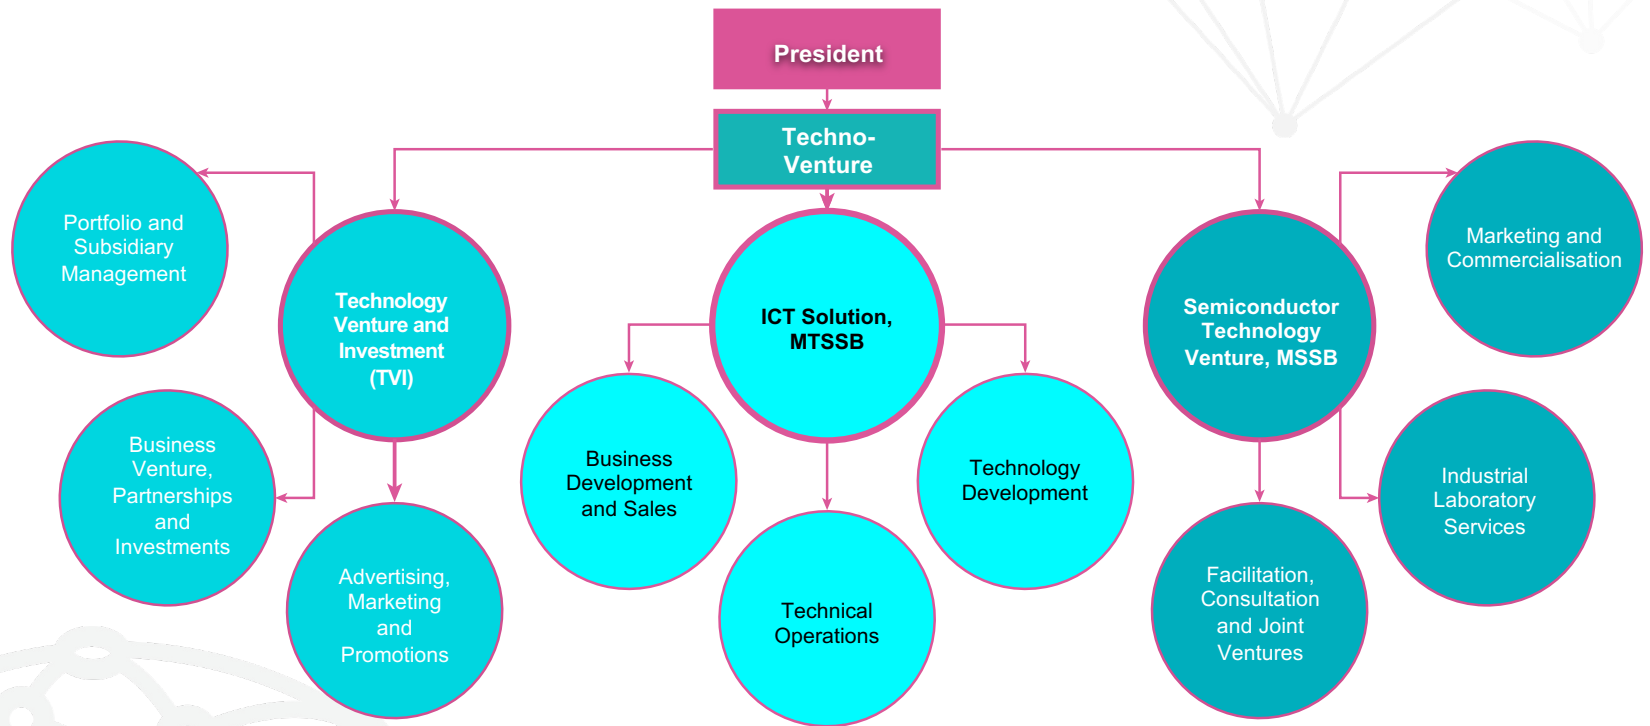 President
Techno-
Venture
Portfolio and
Subsidiary
Management
Technology
Venture and
Investment
(TVI)
Business
Venture,
Partnerships
and
Investments
Advertising,
Marketing
and
Promotions
ICT Solution,
MTSSB
Business
Development
and Sales
Technical
Operations
Technology
Development
Semiconductor
Technology
Venture, MSSB
Marketing and
Commercialisation
Industrial
Laboratory
Services
Facilitation,
Consultation
and Joint
Ventures